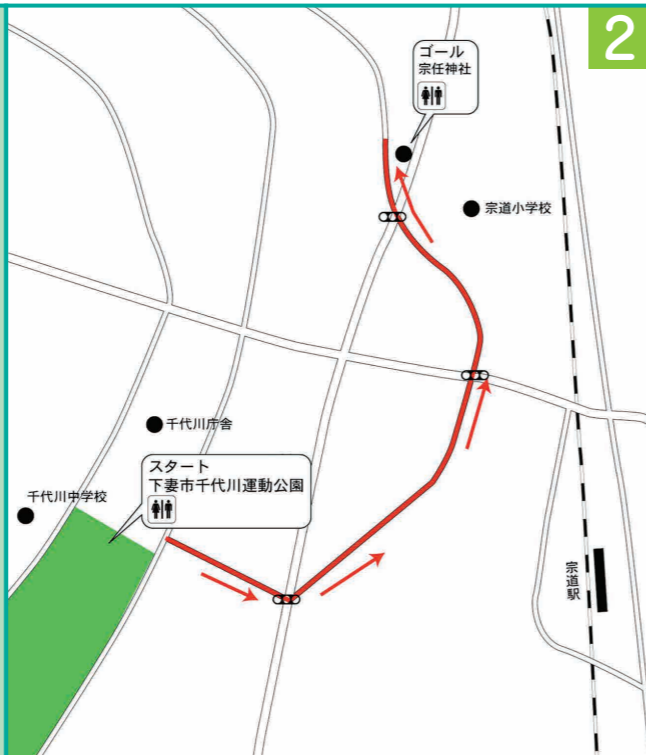 2
ゴール
宗任神社
宗道小学校
千代川庁舎
スタート
下妻市千代川運動公園
千代川中学校
宗道駅